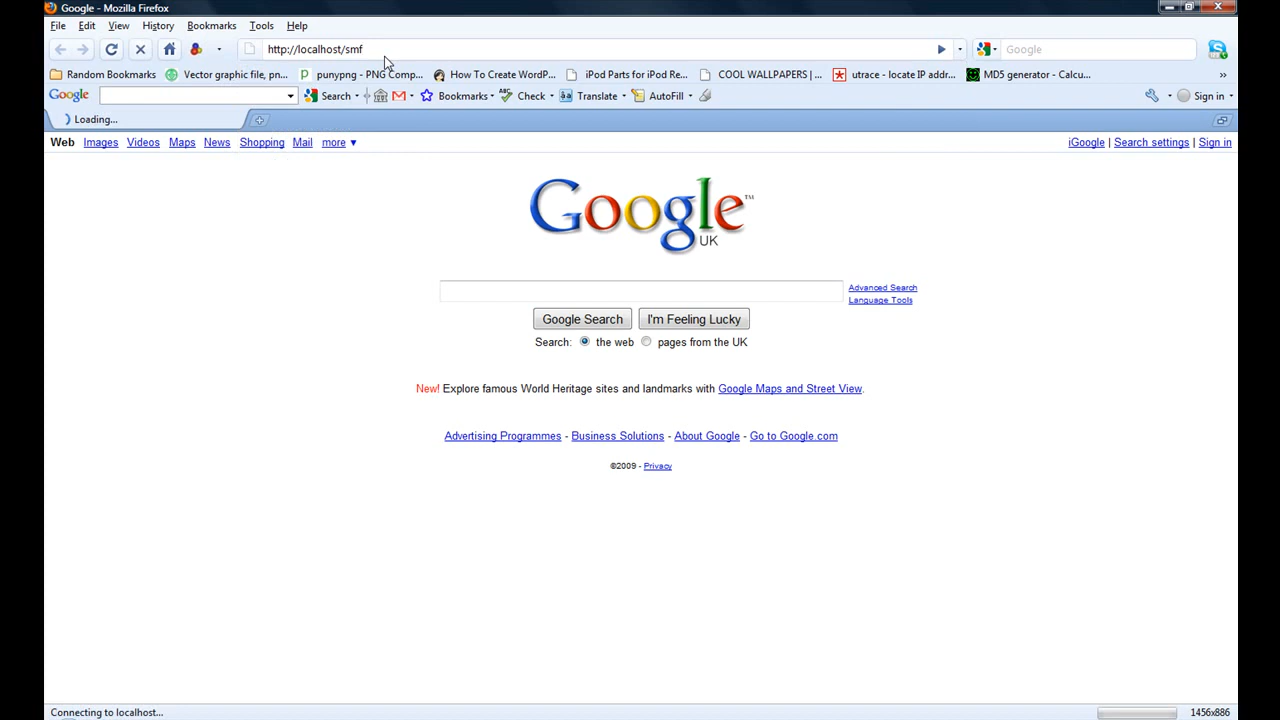 Google - Mozilla Firefox
File Edit View History Bookmarks Tools Help
http://localhost/smf Google
Random Bookmarks Vector graphic file, pn... punypng - PNG Comp... How To Create WordP... iPod Parts for iPod Re... COOL WALLPAPERS | ... utrace - locate IP addr... MD5 generator - Calcu... »
Google Search Bookmarks Check Translate AutoFill Sign in
Loading...
Web Images Videos Maps News Shopping Mail more ▼ iGoogle | Search settings | Sign in
Google™
UK
Advanced Search
Language Tools
Google Search I'm Feeling Lucky
Search: the web pages from the UK
New! Explore famous World Heritage sites and landmarks with Google Maps and Street View.
Advertising Programmes - Business Solutions - About Google - Go to Google.com
©2009 - Privacy
Connecting to localhost... 1456x886